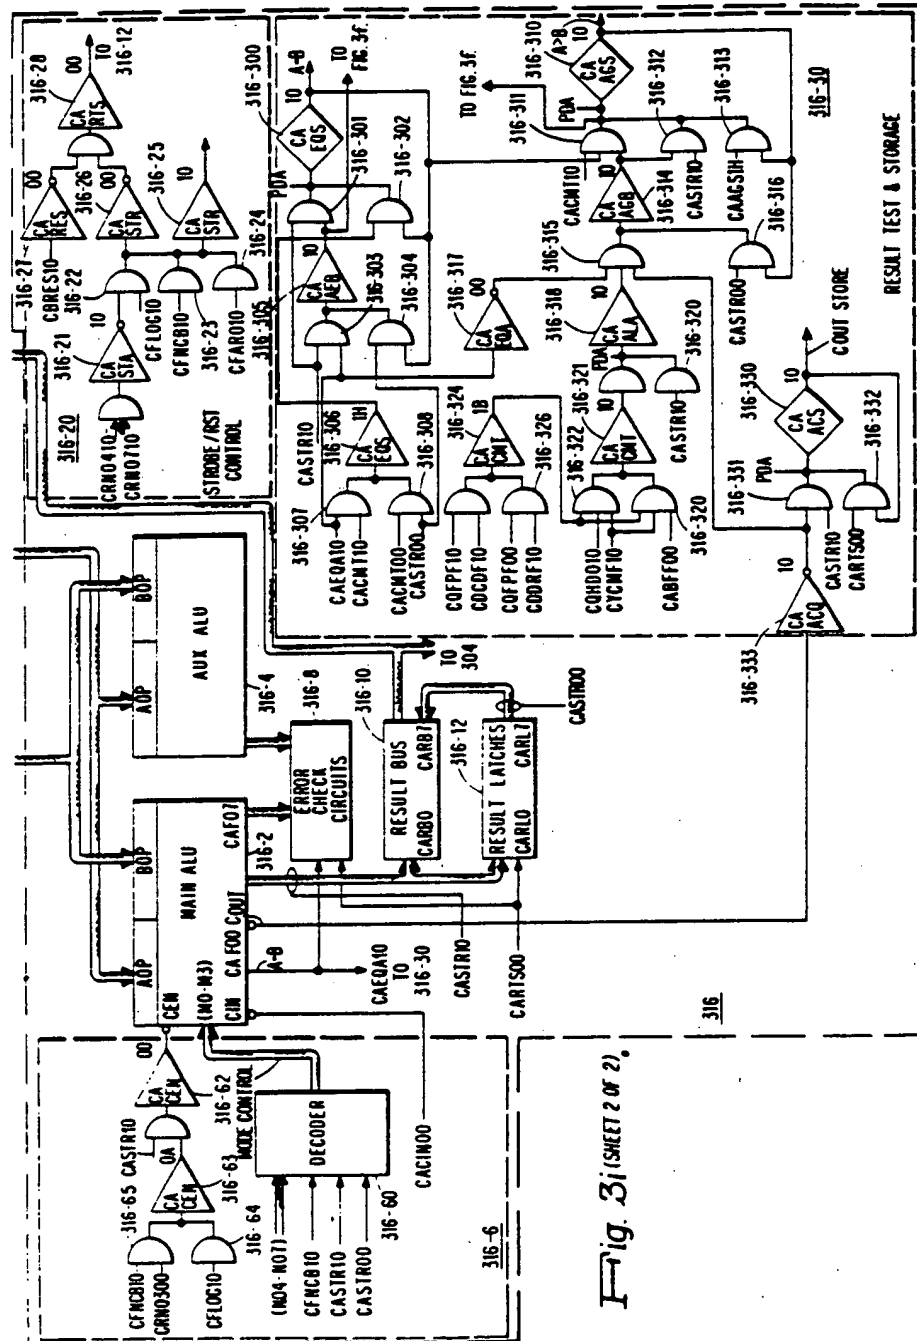 316-65
CFNCB10
CRN0300
CFLOC10
316-64
CASTR10
CA
CEN
0A
316-63
CA
CEN
316-62
00
MODE CONTROL
(N04-N07)
CFNCB10
CASTR10
CASTR00
DECODER
316-60
CACIN00
316-6
CEN
AOP
BOP
(M0-M3)
MAIN ALU
CIN
CAF00
COUT
CAF07
316-2
A-B
CAEQA10
TO
316-30
CASTR10
CARTS00
AOP
BOP
AUX ALU
316-4
316-8
ERROR
CHECK
CIRCUITS
316-10
RESULT BUS
CARB0
CARB7
TO
304
316-12
RESULT LATCHES
CARL0
CARL7
CASTR00
316
316-20
CRN0410
CRN0710
STROBE/RST
CONTROL
316-21
CA
STA
10
316-27
CBRES10
316-22
CFLOC10
CFNCB10
316-23
CFAR010
316-24
CA
RES
00
316-26
CA
STR
00
CA
STR
10
316-25
316-28
CA
RTS
00
TO
316-12
316-307
CAEQA10
CACMT10
CACMT00
CASTR00
316-308
CASTR10
316-306
CA
EQS
1H
316-305
CA
AEB
10
316-303
316-304
PDA
316-301
316-302
316-300
CA
EQS
10
A-B
TO
FIG. 3f
CQFPF10
CDCDF10
CQFPF00
CDDRF10
316-324
CA
CMT
1B
316-326
316-317
CA
EQA
00
CQHDO10
CYCMF10
CABFF00
316-322
316-320
CA
CMT
10
316-321
PDA
CASTR10
316-320
316-318
CA
ALA
10
316-315
CASTR00
316-316
CA
AGB
10
316-314
CACMT10
316-311
CASTR10
316-312
CAAGS1H
316-313
PDA
CA
AGS
10
A>B
316-310
TO FIG. 3f
316-30
316-333
CA
ACO
10
316-331
PDA
CASTR10
CARTS00
316-332
316-330
CA
ACS
10
COUT STORE
RESULT TEST & STORAGE
Fig. 3i (SHEET 2 OF 2).